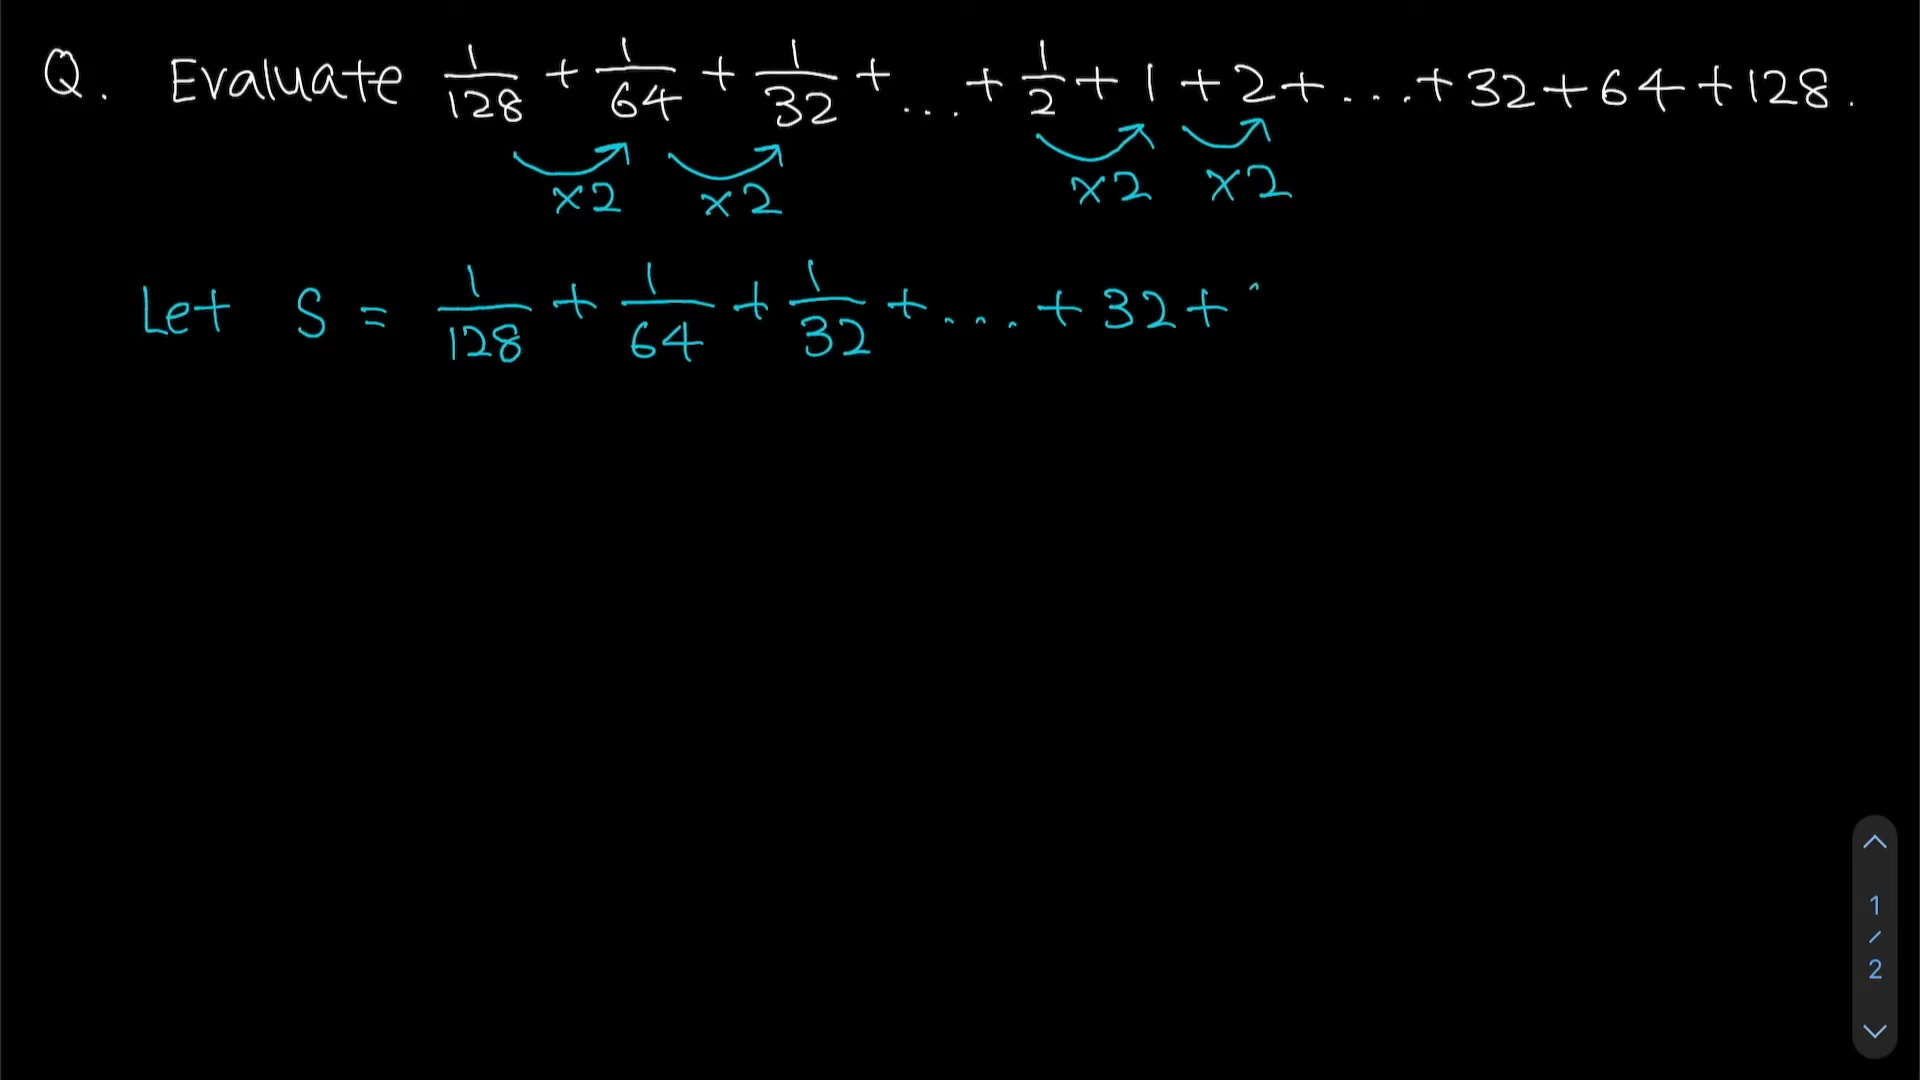 Q. Evaluate 1/128 + 1/64 + 1/32 + ... + 1/2 + 1 + 2 + ... + 32 + 64 + 128.
×2 ×2 ×2 ×2
Let S = 1/128 + 1/64 + 1/32 + ... + 32 +
1
/
2